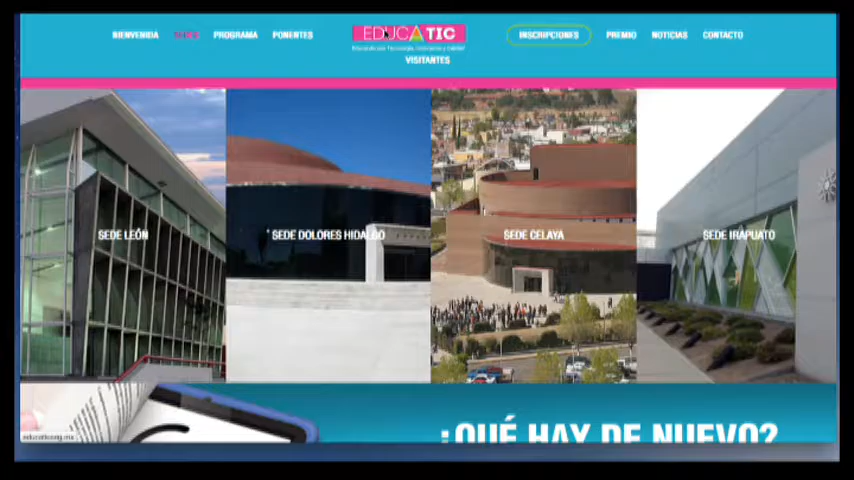 BIENVENIDA
PROGRAMA
PONENTES
EDUCATIC
INSCRIPCIONES
PREMIO
NOTICIAS
CONTACTO
VISITANTES
SEDE LEÓN
SEDE DOLORES HIDALGO
SEDE CELAYA
SEDE IRAPUATO
¿QUÉ HAY DE NUEVO?